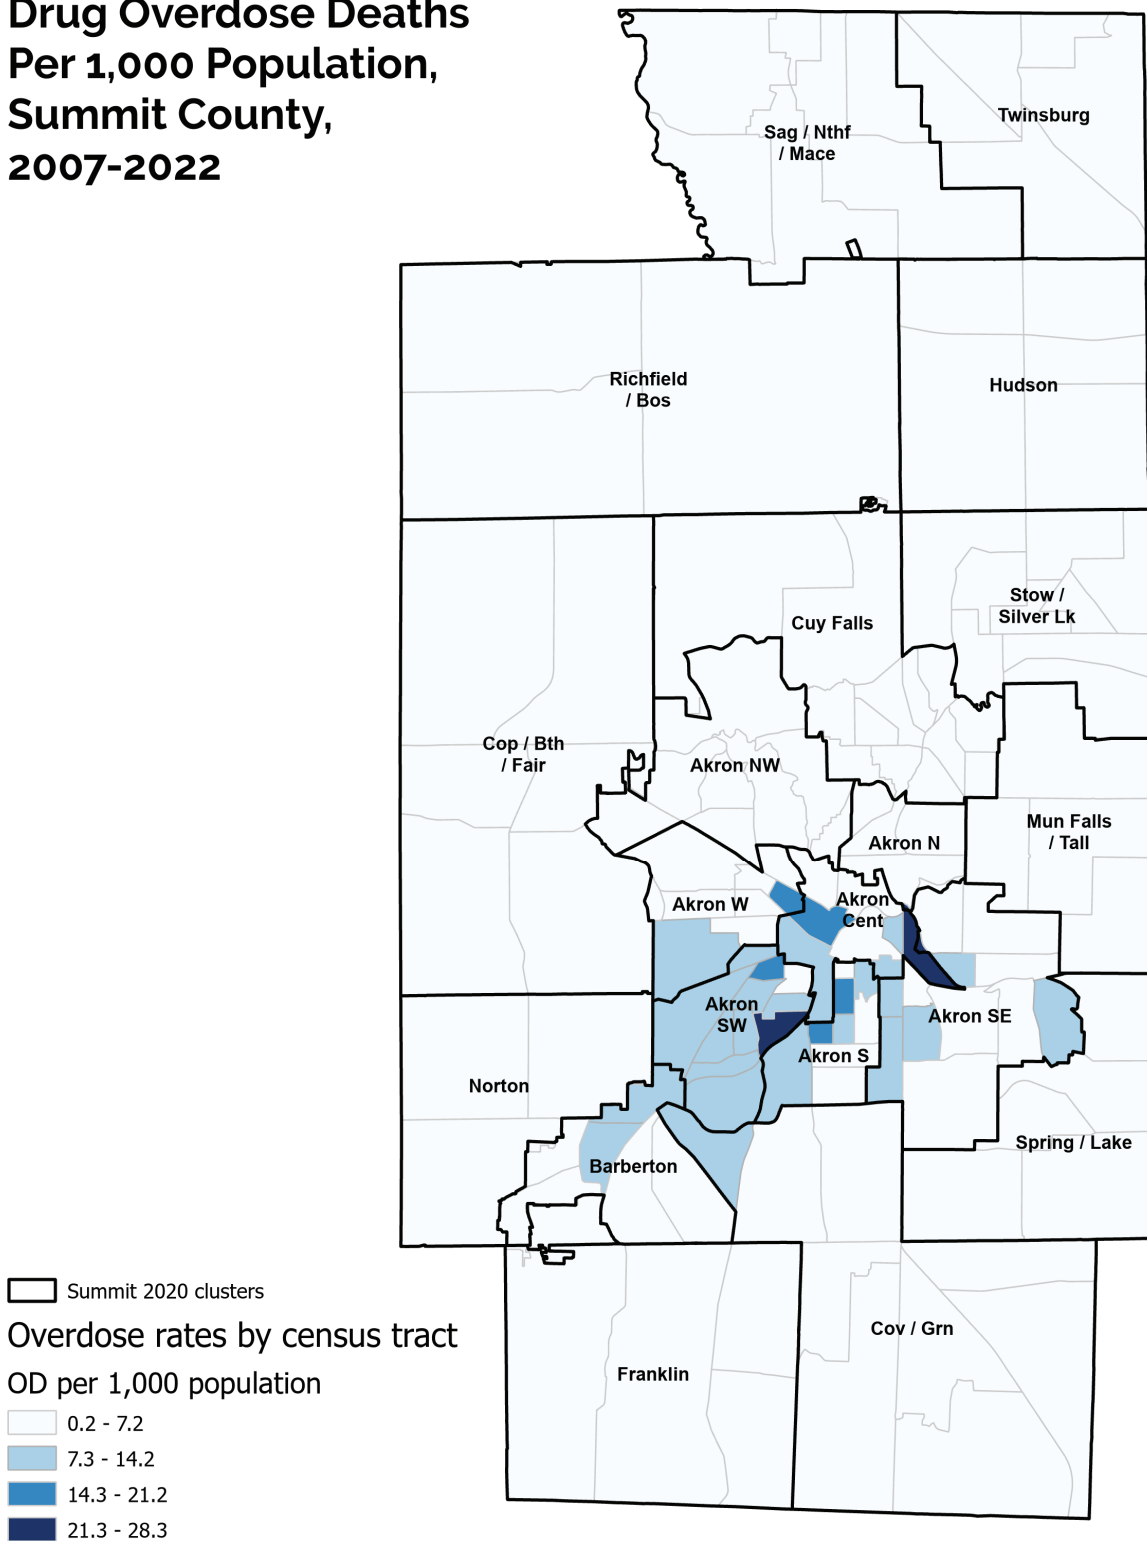 Drug Overdose Deaths
Per 1,000 Population,
Summit County,
2007-2022
Twinsburg
Sag / Nthf
/ Mace
Richfield
/ Bos
Hudson
Stow /
Silver Lk
Cuy Falls
Cop / Bth
/ Fair
Akron NW
Mun Falls
/ Tall
Akron N
Akron W
Akron
Cent
Akron
SW
Akron SE
Akron S
Norton
Spring / Lake
Barberton
Summit 2020 clusters
Overdose rates by census tract
OD per 1,000 population
0.2 - 7.2
7.3 - 14.2
14.3 - 21.2
21.3 - 28.3
Cov / Grn
Franklin